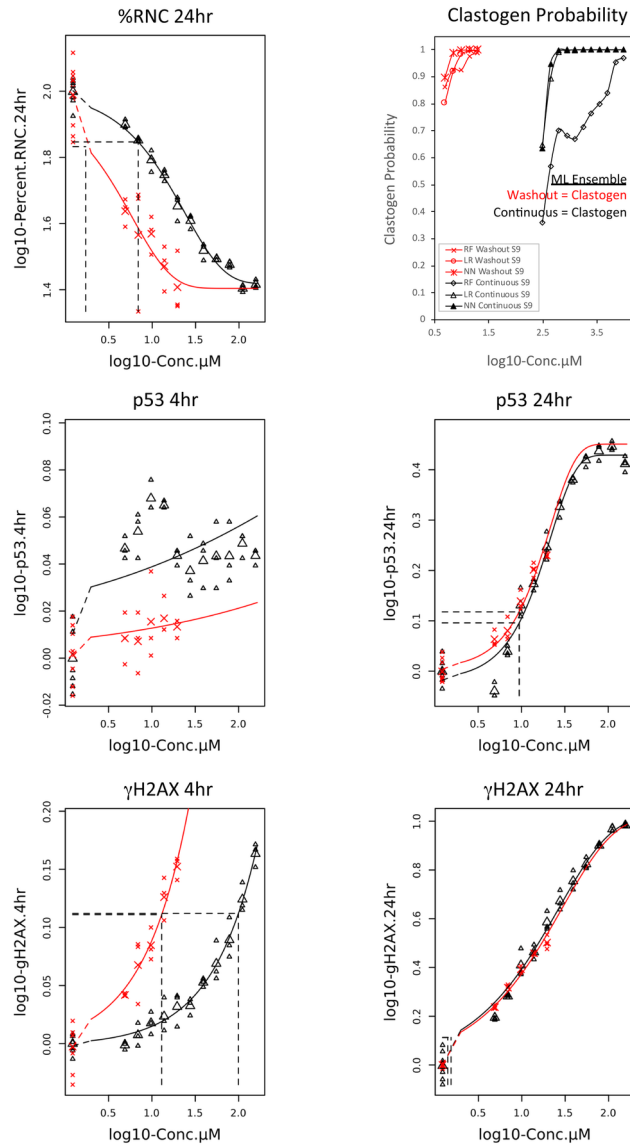 %RNC 24hr
log10-Percent.RNC.24hr
2.0
1.8
1.6
1.4
0.5 1.0 1.5 2.0
log10-Conc.µM
Clastogen Probability
Clastogen Probability
1
0.9
0.8
0.7
0.6
0.5
0.4
0.3
0.2
0.1
0
ML Ensemble
Washout = Clastogen
Continuous = Clastogen
RF Washout S9
LR Washout S9
NN Washout S9
RF Continuous S9
LR Continuous S9
NN Continuous S9
0.5 1.5 2.5 3.5
log10-Conc.µM
p53 4hr
log10-p53.4hr
0.10
0.08
0.06
0.04
0.02
0.00
-0.02
0.5 1.0 1.5 2.0
log10-Conc.µM
p53 24hr
log10-p53.24hr
0.4
0.3
0.2
0.1
0.0
0.5 1.0 1.5 2.0
log10-Conc.µM
γH2AX 4hr
log10-gH2AX.4hr
0.20
0.15
0.10
0.05
0.00
0.5 1.0 1.5 2.0
log10-Conc.µM
γH2AX 24hr
log10-gH2AX.24hr
1.0
0.8
0.6
0.4
0.2
0.0
0.5 1.0 1.5 2.0
log10-Conc.µM